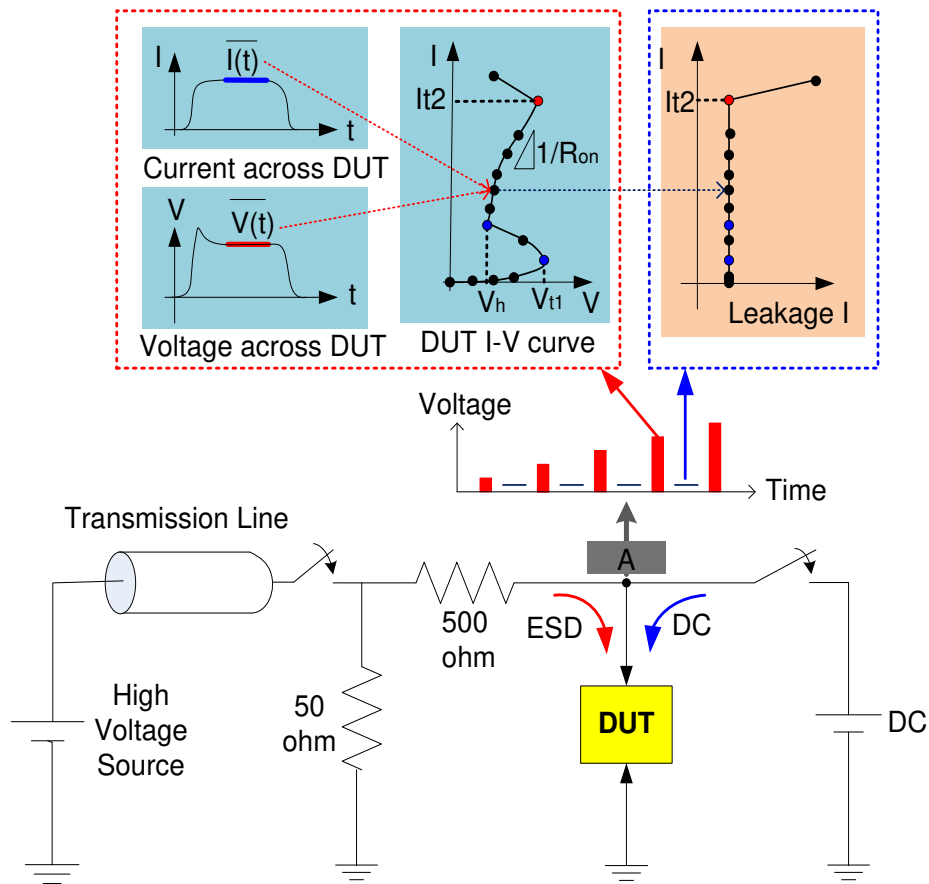 I
I(t)
t
Current across DUT
V
V(t)
t
Voltage across DUT
I
It2
1/Ron
Vh
Vt1
V
DUT I-V curve
I
It2
Leakage I
Voltage
Time
Transmission Line
A
500
ohm
ESD
DC
50
ohm
High
Voltage
Source
DUT
DC